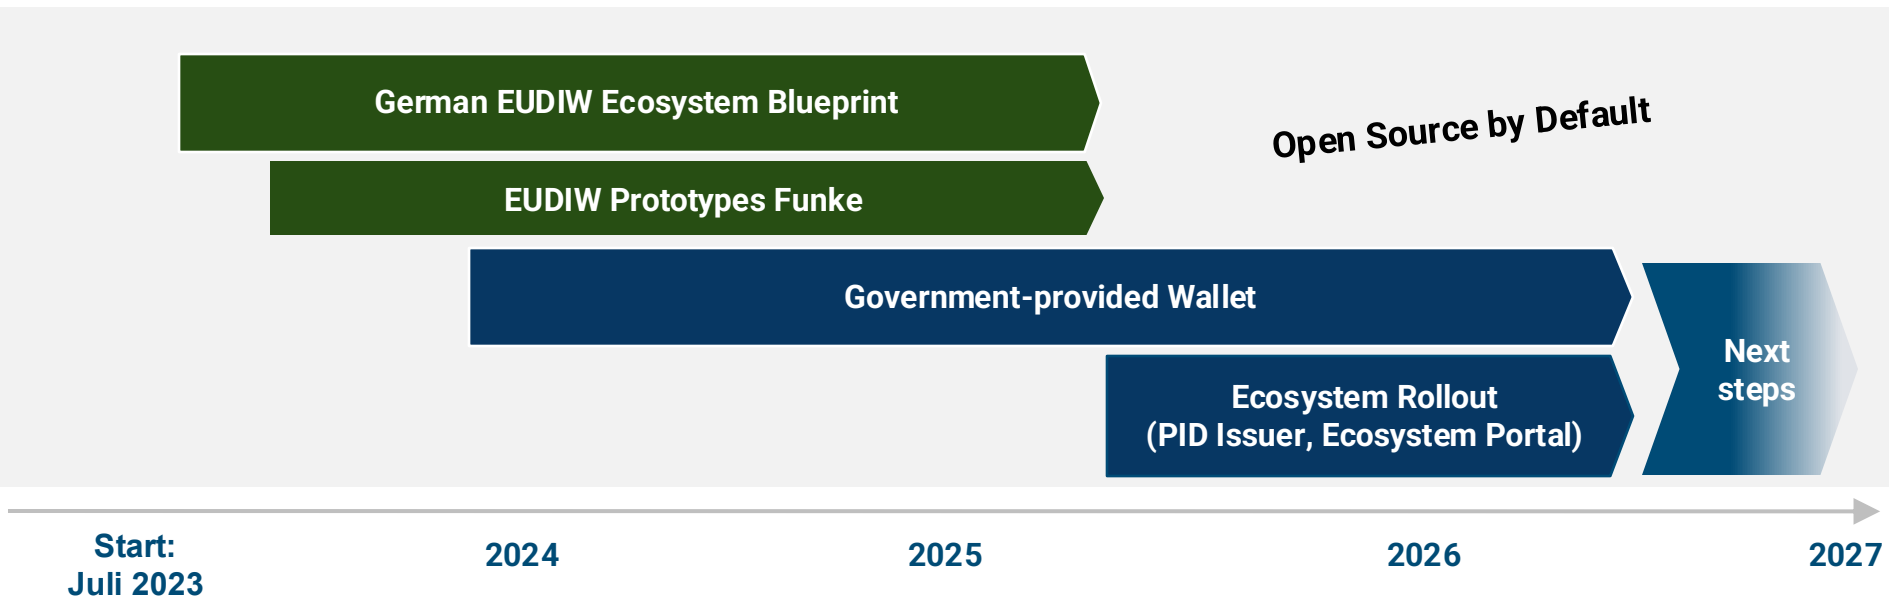 German EUDIW Ecosystem Blueprint
Open Source by Default
EUDIW Prototypes Funke
Government-provided Wallet
Next
steps
Ecosystem Rollout
(PID Issuer, Ecosystem Portal)
Start:
Juli 2023
2024
2025
2026
2027